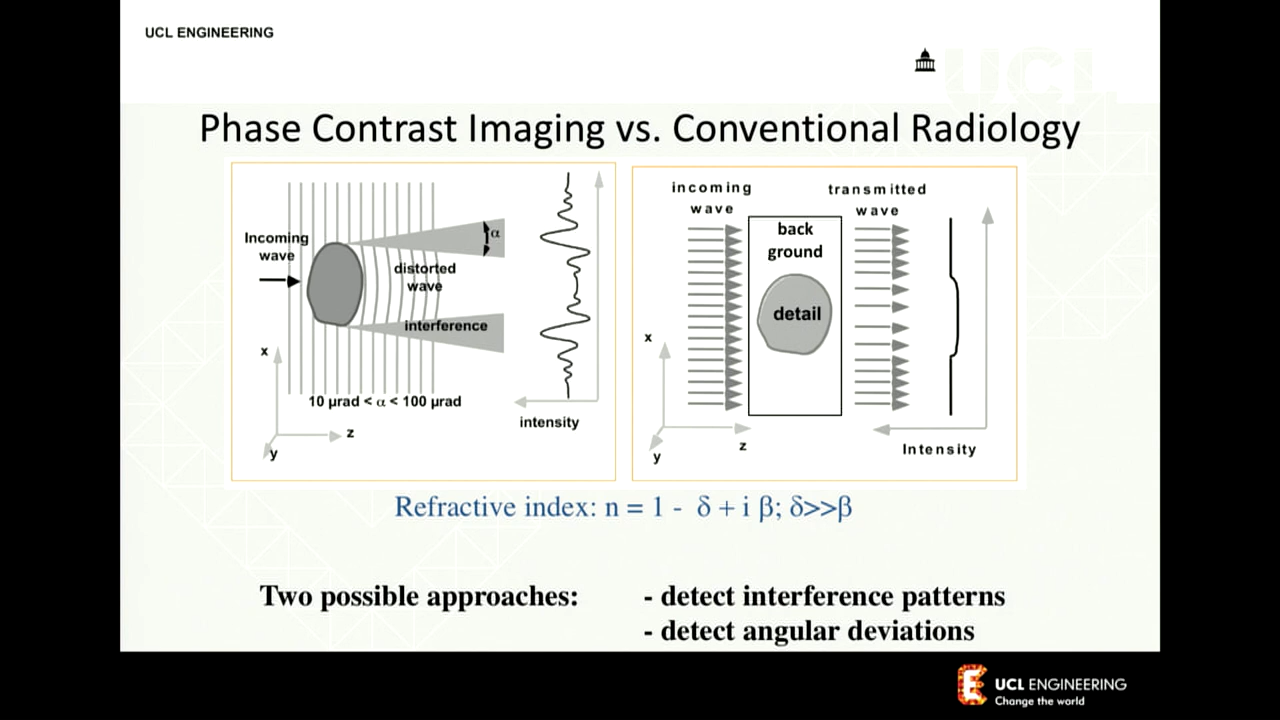 UCL ENGINEERING
UCL
Phase Contrast Imaging vs. Conventional Radiology
Incoming
wave
α
distorted
wave
interference
x
10 μrad < α < 100 μrad
z
y
intensity
incoming
wave
transmitted
wave
back
ground
detail
x
z
y
Intensity
Refractive index: n = 1 - δ + i β; δ>>β
Two possible approaches: - detect interference patterns
- detect angular deviations
UCL ENGINEERING
Change the world